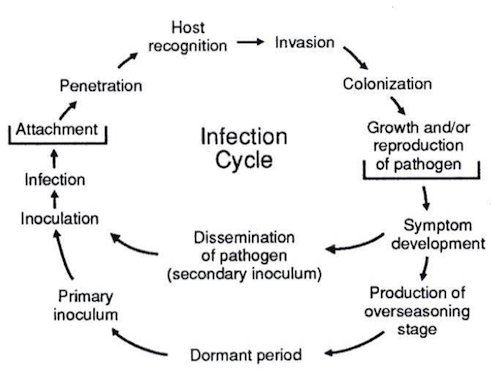 Host
recognition
Invasion
Penetration
Colonization
Attachment
Infection
Cycle
Growth and/or
reproduction
of pathogen
Infection
Inoculation
Symptom
development
Dissemination
of pathogen
(secondary inoculum)
Primary
inoculum
Production of
overseasoning
stage
Dormant period